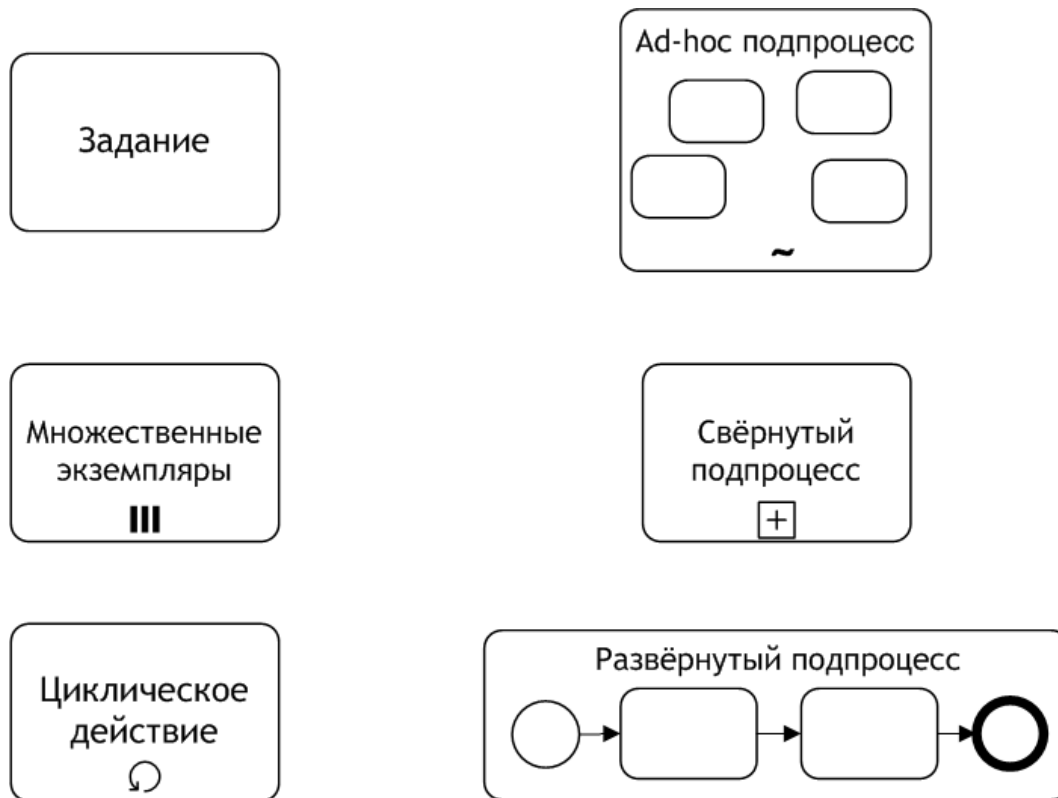 Задание
Ad-hoc подпроцесс
~
Множественные
экземпляры
Свёрнутый
подпроцесс
+
Циклическое
действие
Развёрнутый подпроцесс